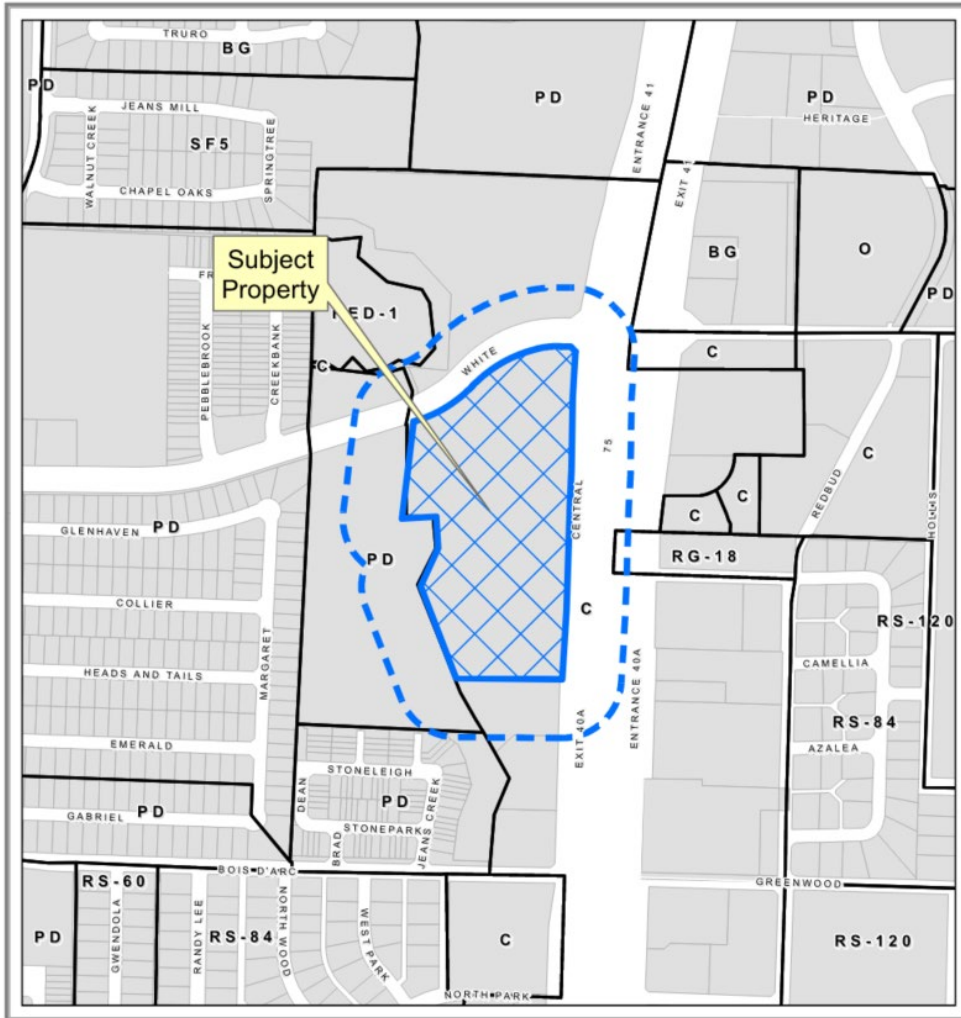 TRURO
BG
PD
PD
PD
ENTRANCE 41
JEANS MILL
HERITAGE
WALNUT CREEK
SF5
SPRINGTREE
CHAPEL OAKS
EXIT 41
BG
O
PD
Subject
Property
FR
RED-1
C
C
WHITE
PEBBLEBROOK
CREEKBANK
75
CENTRAL
C
C
C
REDBUD
HOLLIS
GLENHAVEN
PD
PD
RG-18
COLLIER
C
RS-120
MARGARET
HEADS AND TAILS
CAMELLIA
ENTRANCE 40A
RS-84
EMERALD
EXIT 40A
AZALEA
STONELEIGH
DEAN
PD
JEANS CREEK
PD
GABRIEL
STONEPARK
BRAD
BOIS D'ARC
RS-60
GREENWOOD
GWENDOLA
RANDY LEE
RS-84
NORTH WOOD
WEST PARK
PD
C
RS-120
NORTH PARK